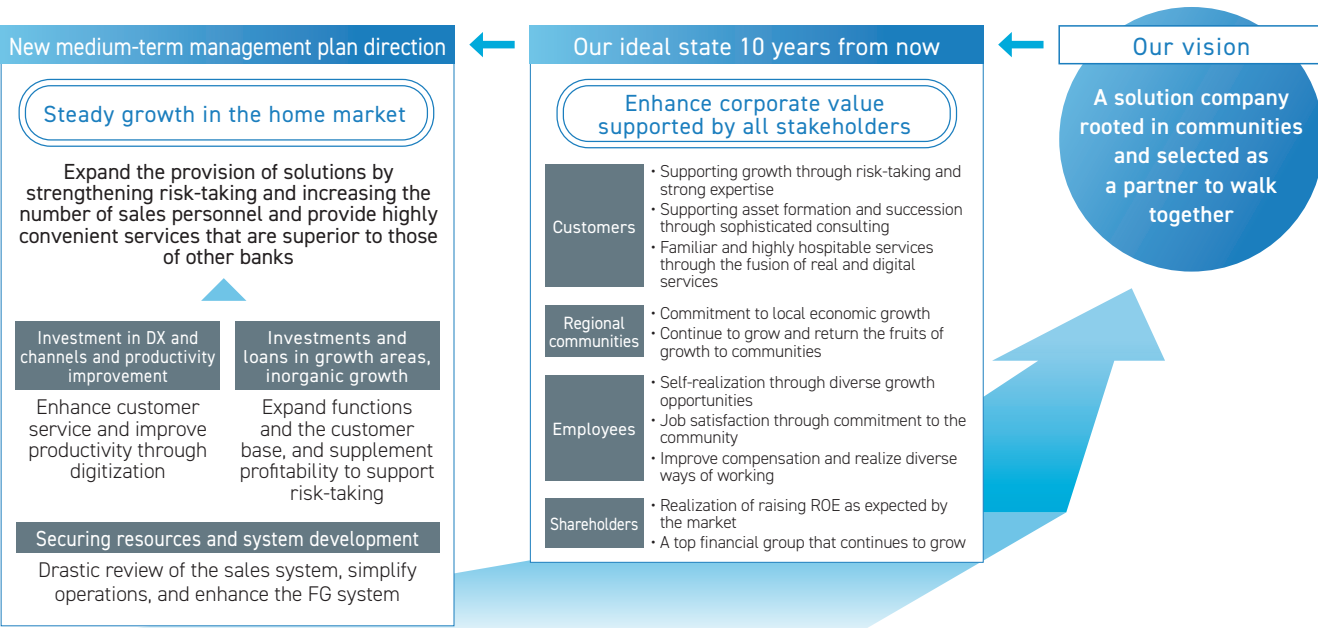 New medium-term management plan direction
Steady growth in the home market
Expand the provision of solutions by
strengthening risk-taking and increasing the
number of sales personnel and provide highly
convenient services that are superior to those
of other banks
Investment in DX and
channels and productivity
improvement
Enhance customer
service and improve
productivity through
digitization
Investments and
loans in growth areas,
inorganic growth
Expand functions
and the customer
base, and supplement
profitability to support
risk-taking
Securing resources and system development
Drastic review of the sales system, simplify
operations, and enhance the FG system
Our ideal state 10 years from now
Enhance corporate value
supported by all stakeholders
Customers
・Supporting growth through risk-taking and
strong expertise
・Supporting asset formation and succession
through sophisticated consulting
・Familiar and highly hospitable services
through the fusion of real and digital
services
Regional
communities
・Commitment to local economic growth
・Continue to grow and return the fruits of
growth to communities
Employees
・Self-realization through diverse growth
opportunities
・Job satisfaction through commitment to the
community
・Improve compensation and realize diverse
ways of working
Shareholders
・Realization of raising ROE as expected by
the market
・A top financial group that continues to grow
Our vision
A solution company
rooted in communities
and selected as
a partner to walk
together